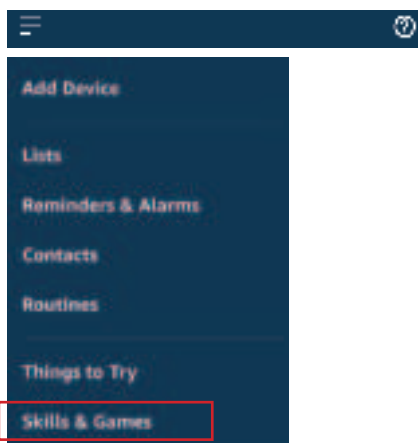 Add Device
Lists
Reminders & Alarms
Contacts
Routines
Things to Try
Skills & Games